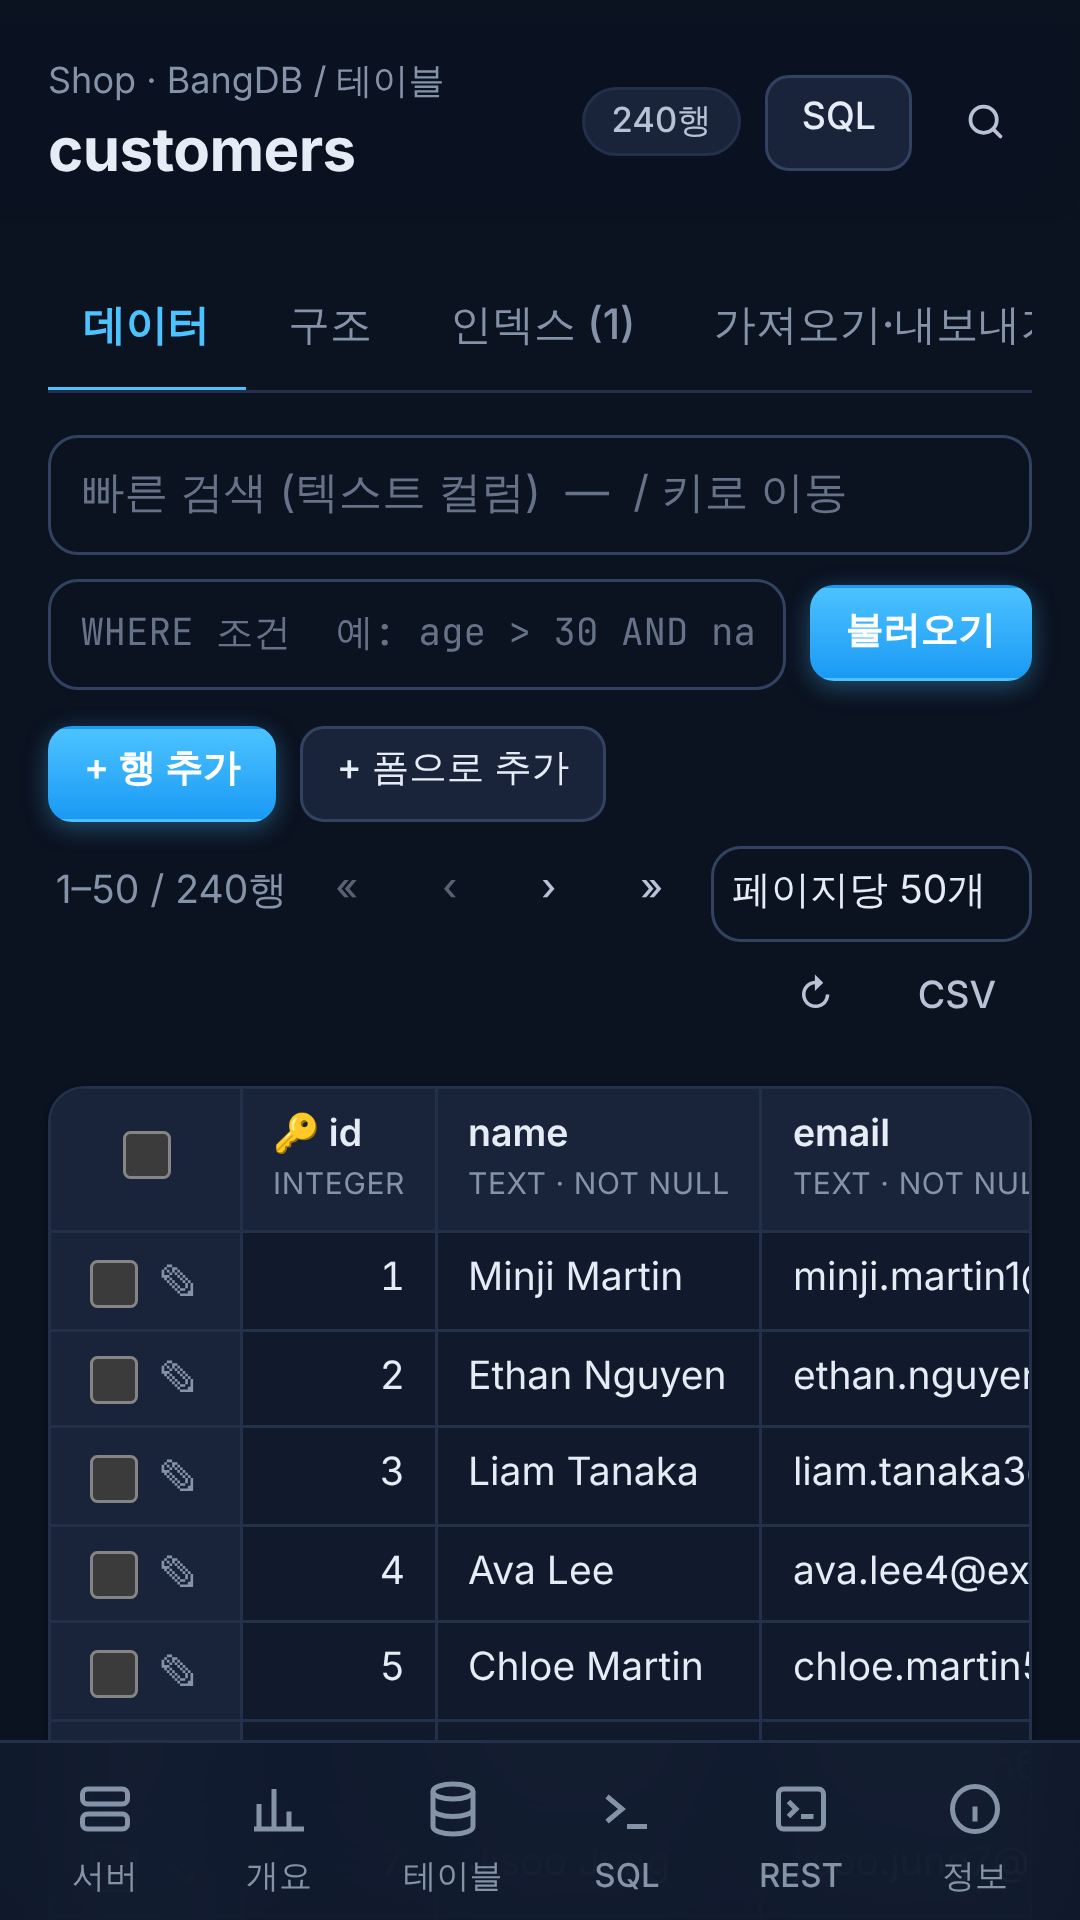 Shop · BangDB / 테이블
customers
240행
SQL
데이터
구조
인덱스 (1)
가져오기·내보내
빠른 검색 (텍스트 컬럼) — / 키로 이동
WHERE 조건  예: age > 30 AND na
불러오기
+ 행 추가
+ 폼으로 추가
1–50 / 240행
« ‹ › »
페이지당 50개
↻
CSV
🔑 id
INTEGER
name
TEXT · NOT NULL
email
TEXT · NOT NUL
1 Minji Martin minji.martin1@
2 Ethan Nguyen ethan.nguye
3 Liam Tanaka liam.tanaka3
4 Ava Lee ava.lee4@ex
5 Chloe Martin chloe.martin5
서버
개요
테이블
SQL
REST
정보